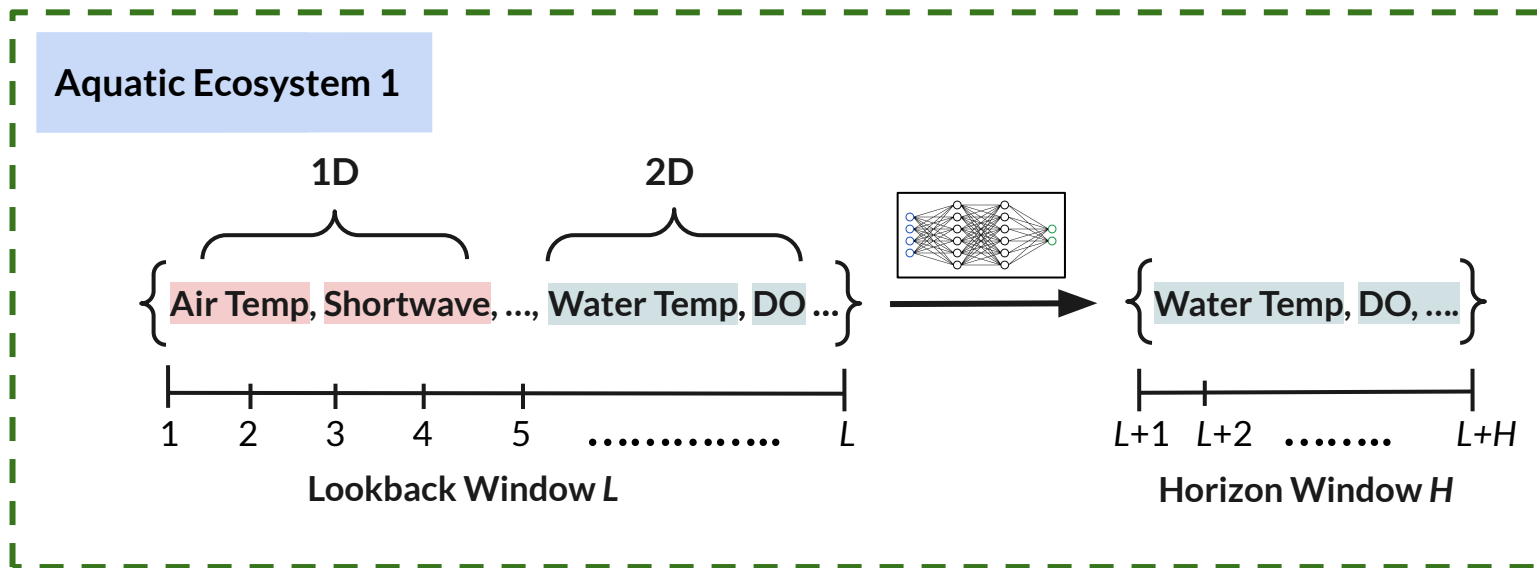 Aquatic Ecosystem 1
1D 2D
{Air Temp, Shortwave, ..., Water Temp, DO ...} {Water Temp, DO, ....}
1 2 3 4 5 .............. L L+1 L+2 ........ L+H
Lookback Window L Horizon Window H